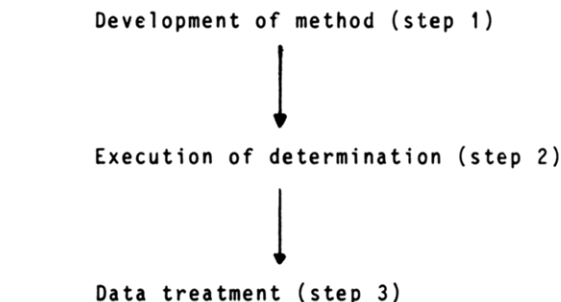 Development of method (step 1)
Execution of determination (step 2)
Data treatment (step 3)